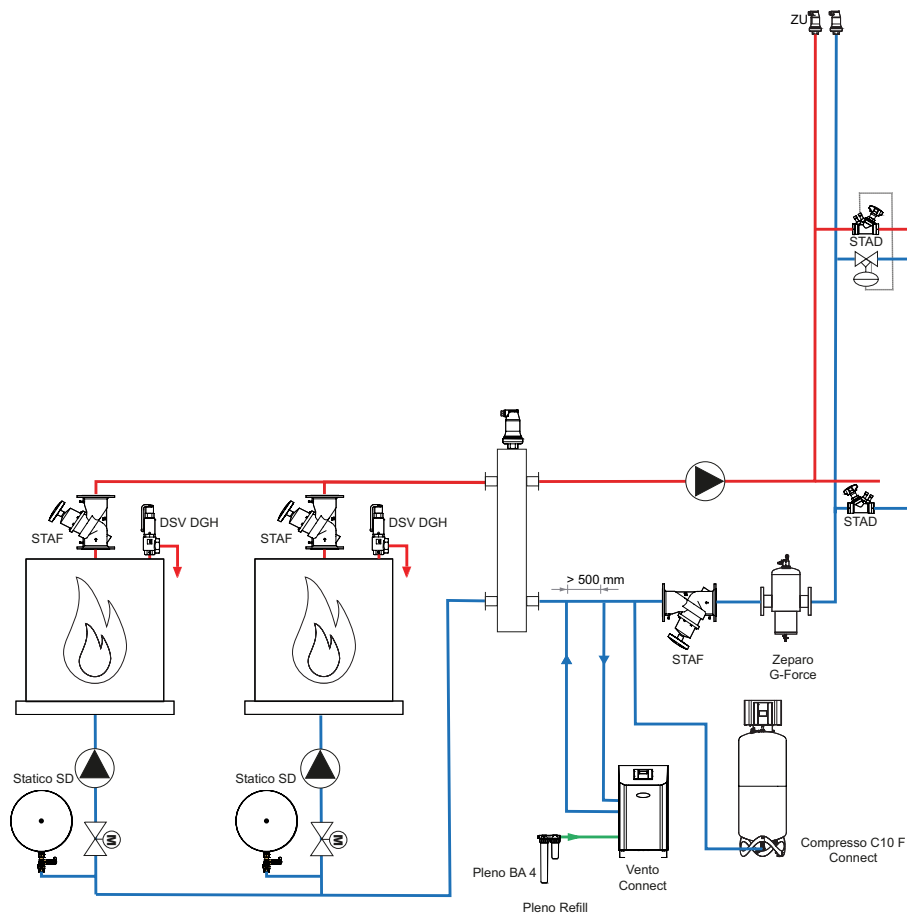 ZU
STAD
STAD
STAF
DSV DGH
STAF
DSV DGH
> 500 mm
STAF
Zeparo
G-Force
Statico SD
Statico SD
M
M
Pleno BA 4
Pleno Refill
Vento
Connect
Compresso C10 F
Connect